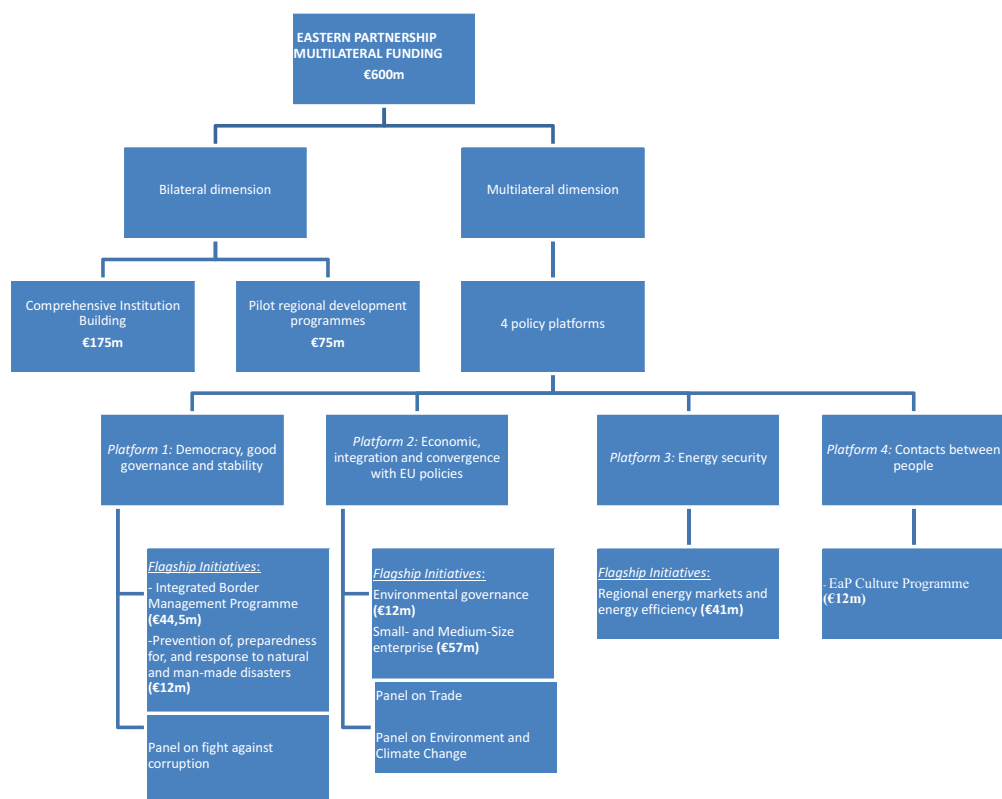 EASTERN PARTNERSHIP
MULTILATERAL FUNDING
€600m
Bilateral dimension
Multilateral dimension
Comprehensive Institution
Building
€175m
Pilot regional development
programmes
€75m
4 policy platforms
Platform 1: Democracy, good
governance and stability
Platform 2: Economic,
integration and convergence
with EU policies
Platform 3: Energy security
Platform 4: Contacts between
people
Flagship Initiatives:
- Integrated Border
Management Programme
(€44,5m)
-Prevention of, preparedness
for, and response to natural
and man-made disasters
(€12m)
Panel on fight against
corruption
Flagship Initiatives:
Environmental governance
(€12m)
Small- and Medium-Size
enterprise (€57m)
Panel on Trade
Panel on Environment and
Climate Change
Flagship Initiatives:
Regional energy markets and
energy efficiency (€41m)
- EaP Culture Programme
(€12m)